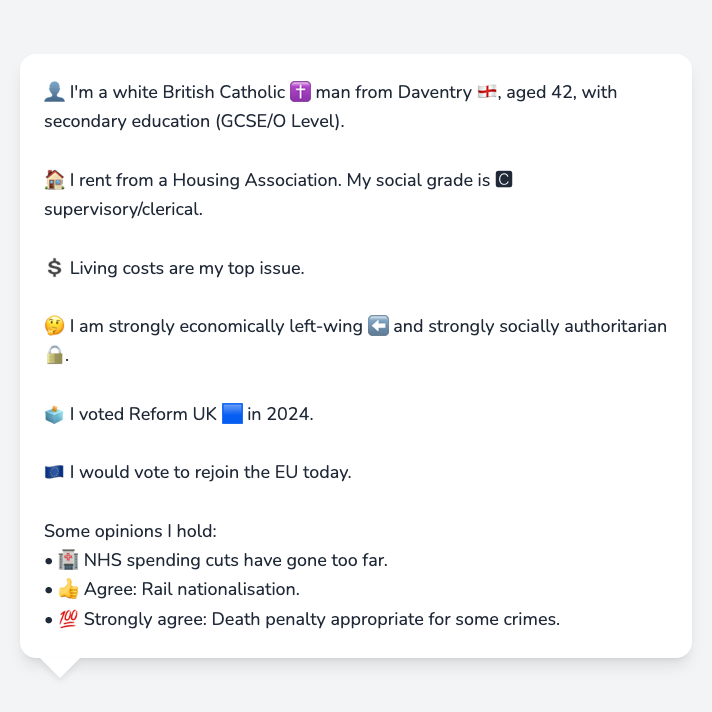 👤 I'm a white British Catholic ✝️ man from Daventry 🏴󠁧󠁢󠁥󠁮󠁧󠁿, aged 42, with
secondary education (GCSE/O Level).
🏠 I rent from a Housing Association. My social grade is 🅲
supervisory/clerical.
💲 Living costs are my top issue.
🤔 I am strongly economically left-wing ⬅️ and strongly socially authoritarian
🔒.
🗳️ I voted Reform UK 🟦 in 2024.
🇪🇺 I would vote to rejoin the EU today.
Some opinions I hold:
• 🏥 NHS spending cuts have gone too far.
• 👍 Agree: Rail nationalisation.
• 💯 Strongly agree: Death penalty appropriate for some crimes.